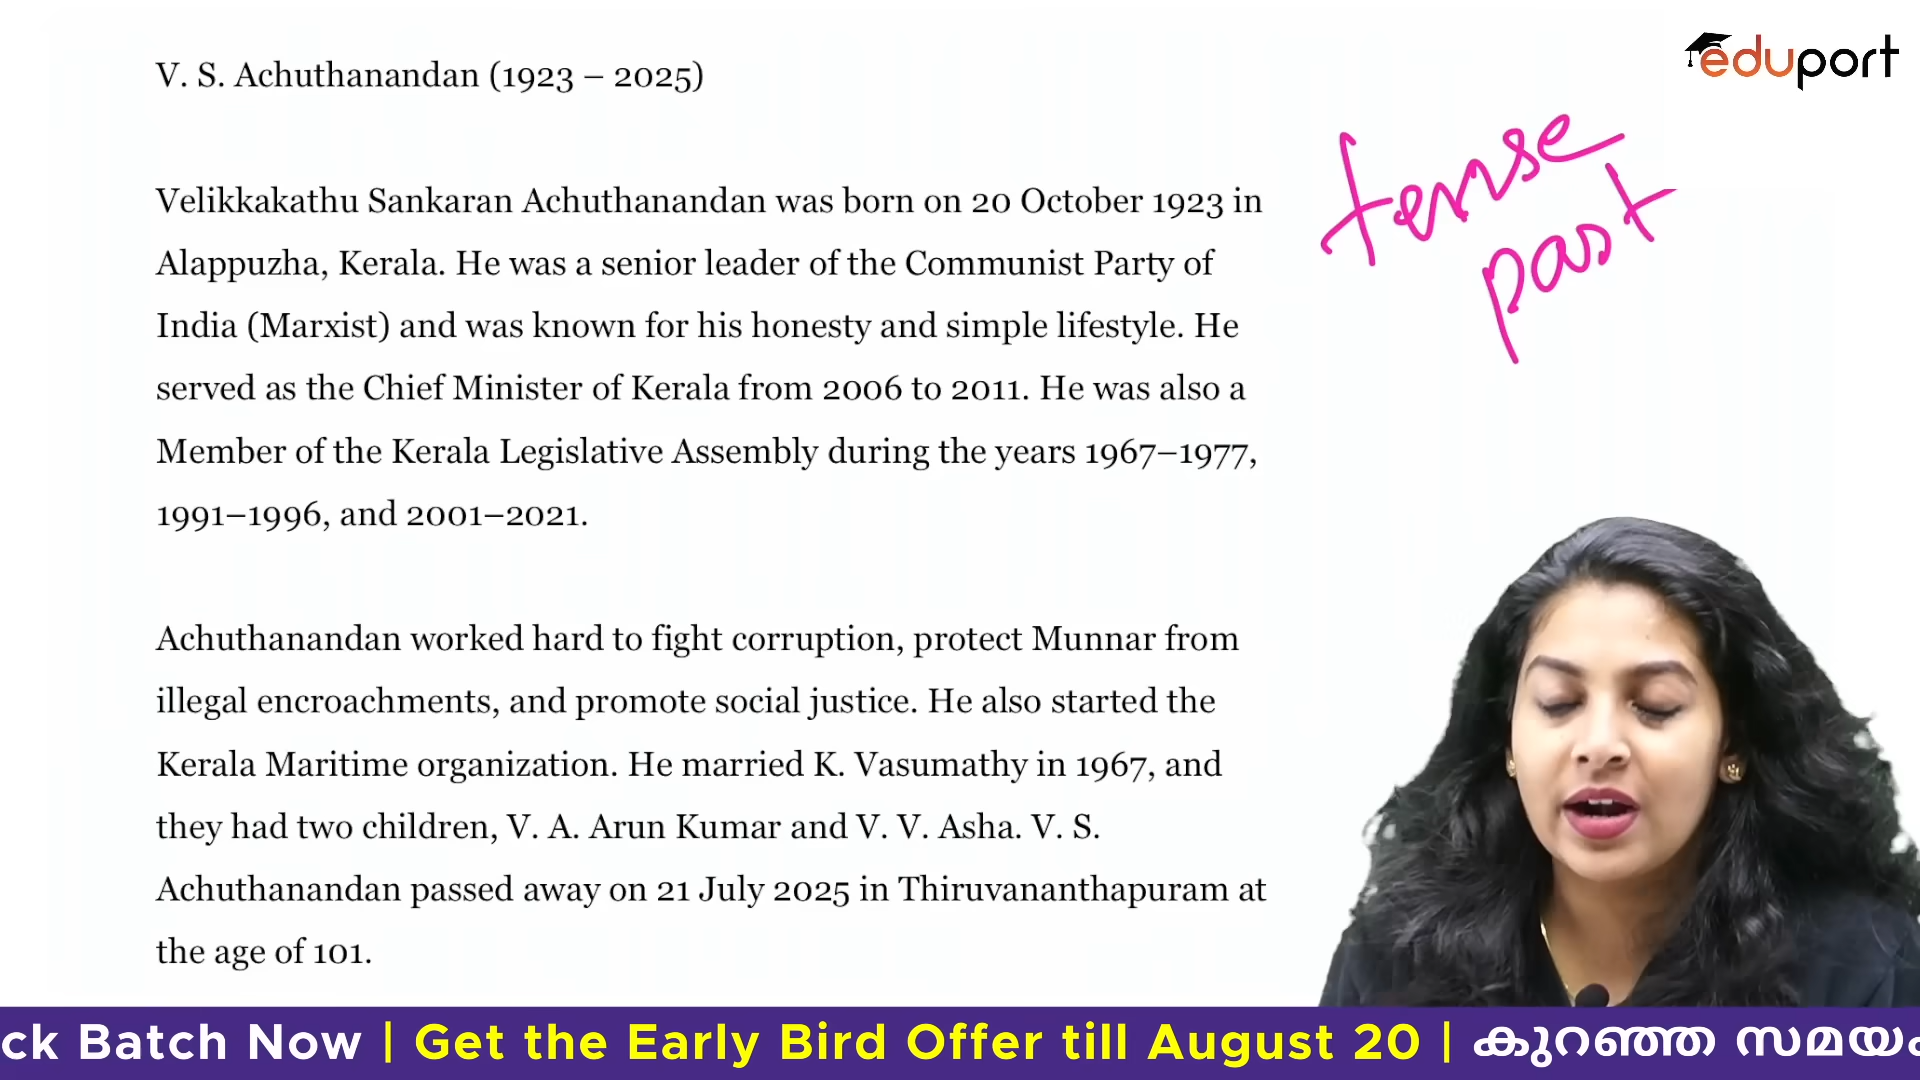 eduport
V. S. Achuthanandan (1923 – 2025)
tense
past
Velikkakathu Sankaran Achuthanandan was born on 20 October 1923 in
Alappuzha, Kerala. He was a senior leader of the Communist Party of
India (Marxist) and was known for his honesty and simple lifestyle. He
served as the Chief Minister of Kerala from 2006 to 2011. He was also a
Member of the Kerala Legislative Assembly during the years 1967–1977,
1991–1996, and 2001–2021.
Achuthanandan worked hard to fight corruption, protect Munnar from
illegal encroachments, and promote social justice. He also started the
Kerala Maritime organization. He married K. Vasumathy in 1967, and
they had two children, V. A. Arun Kumar and V. V. Asha. V. S.
Achuthanandan passed away on 21 July 2025 in Thiruvananthapuram at
the age of 101.
ck Batch Now | Get the Early Bird Offer till August 20 | കുറഞ്ഞ സമയം